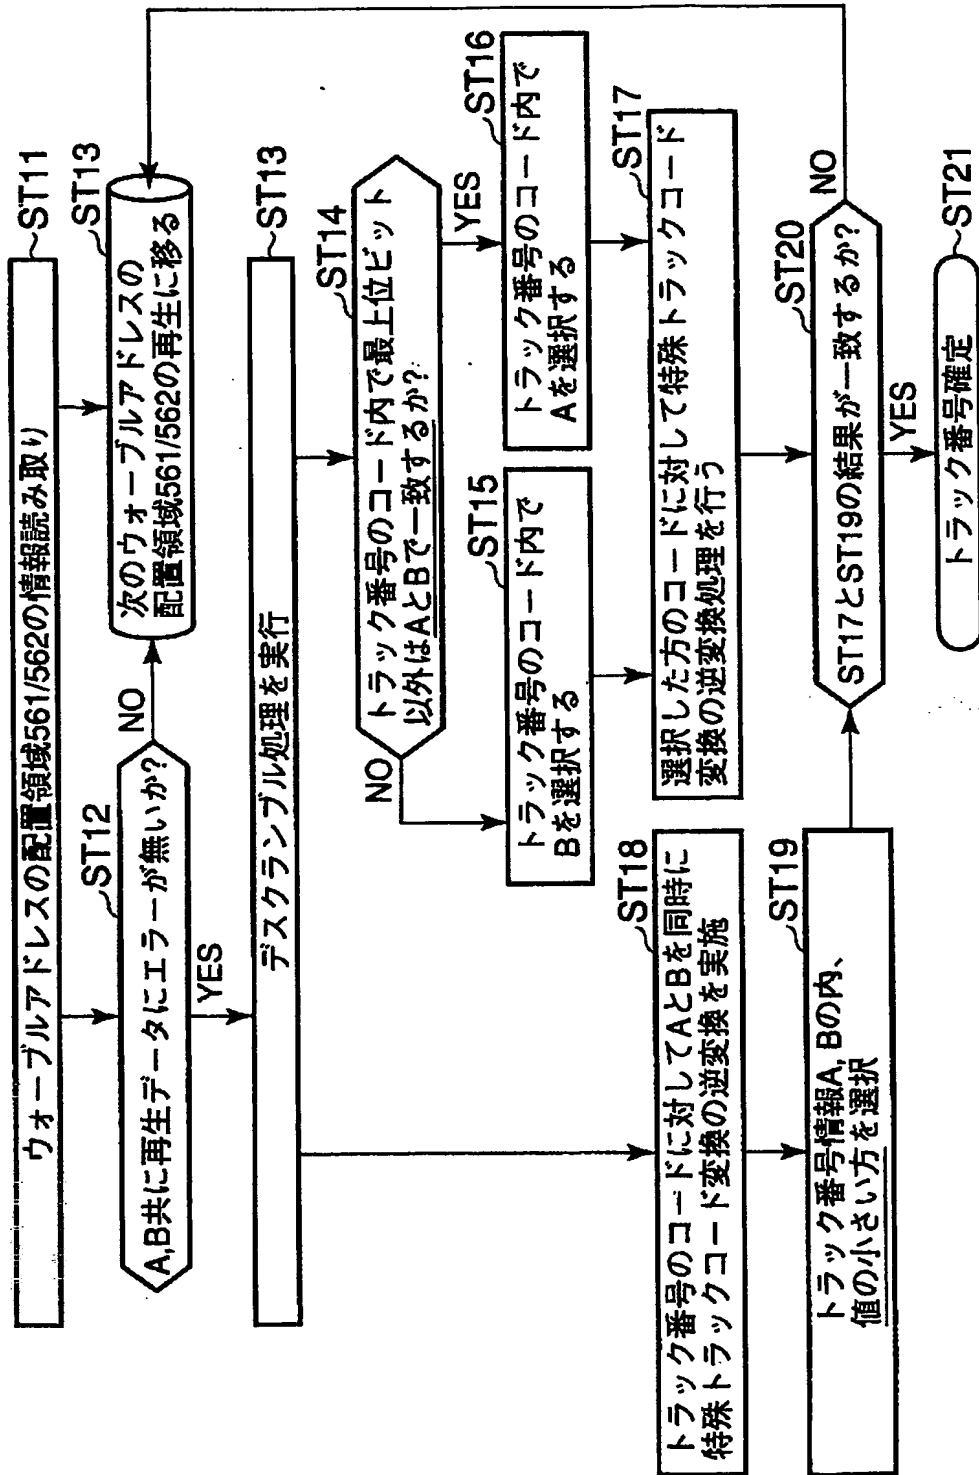 ウォーブルアドレスの配置領域561/562の情報読み取り
ST11
ST12
A,B共に再生データにエラーが無いか?
NO
YES
ST13
次のウォーブルアドレスの
配置領域561/562の再生に移る
デスクランブル処理を実行
ST13
ST14
トラック番号のコード内で最上位ビット
以外はAとBで一致するか?
NO
YES
ST15
トラック番号のコード内で
Bを選択する
ST16
トラック番号のコード内で
Aを選択する
ST17
選択した方のコードに対して特殊トラックコード
変換の逆変換処理を行う
ST18
トラック番号のコードに対してAとBを同時に
特殊トラックコード変換の逆変換を実施
ST19
トラック番号情報A, Bの内、
値の小さい方を選択
ST20
ST17とST19の結果が一致するか?
NO
YES
トラック番号確定
ST21